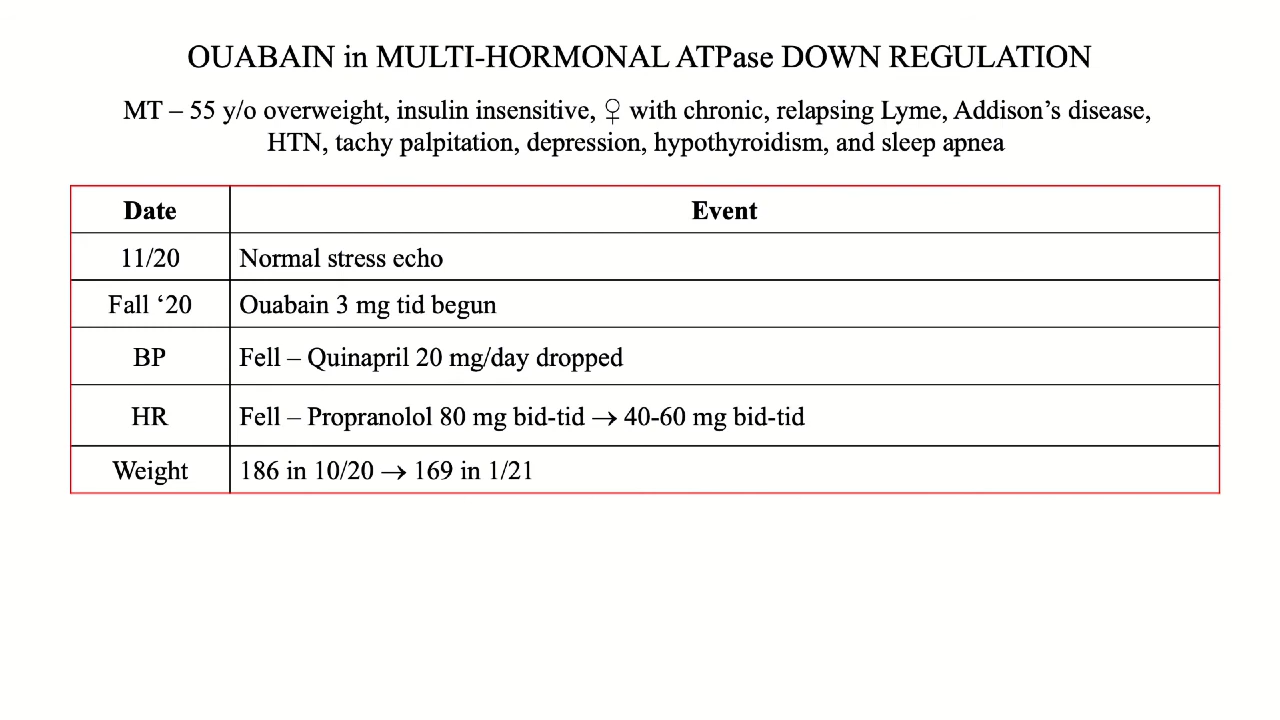 OUABAIN in MULTI-HORMONAL ATPase DOWN REGULATION
MT – 55 y/o overweight, insulin insensitive, ♀ with chronic, relapsing Lyme, Addison’s disease,
HTN, tachy palpitation, depression, hypothyroidism, and sleep apnea
Date Event
11/20 Normal stress echo
Fall ‘20 Ouabain 3 mg tid begun
BP Fell – Quinapril 20 mg/day dropped
HR Fell – Propranolol 80 mg bid-tid → 40-60 mg bid-tid
Weight 186 in 10/20 → 169 in 1/21